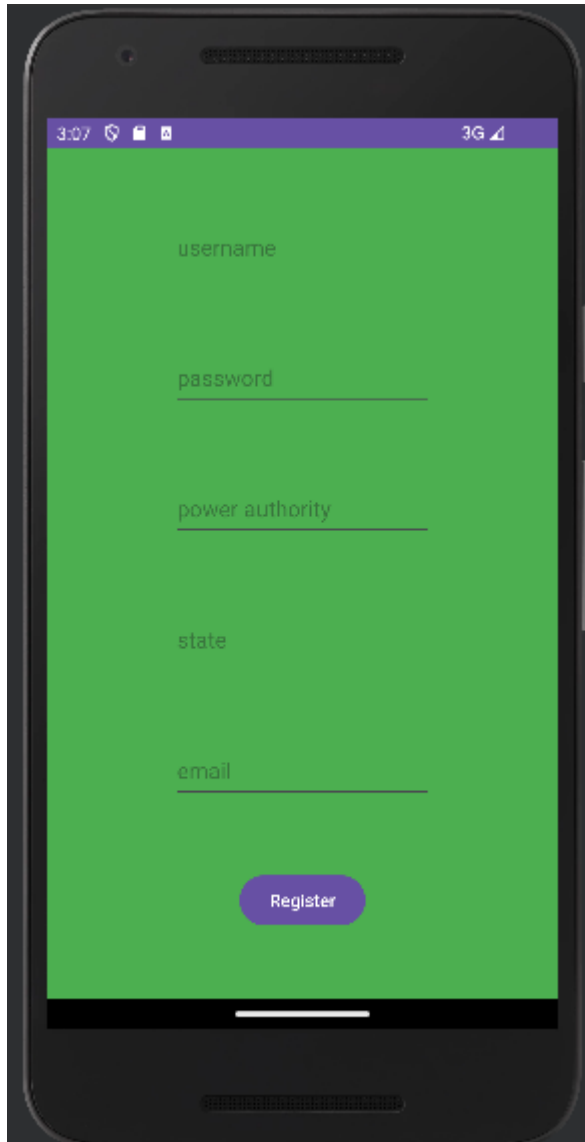 3:07 3G
username
password
power authority
state
email
Register